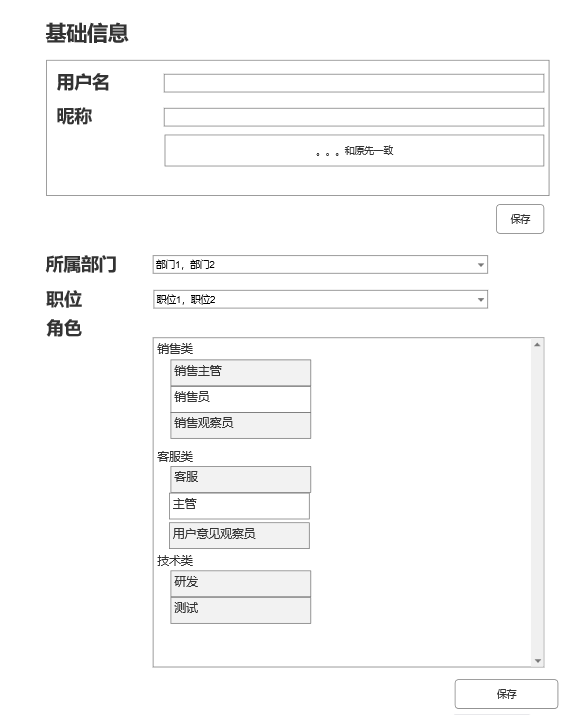 基础信息
用户名
昵称
。。。和原先一致
保存
所属部门
部门1，部门2
职位
职位1，职位2
角色
销售类
销售主管
销售员
销售观察员
客服类
客服
主管
用户意见观察员
技术类
研发
测试
保存